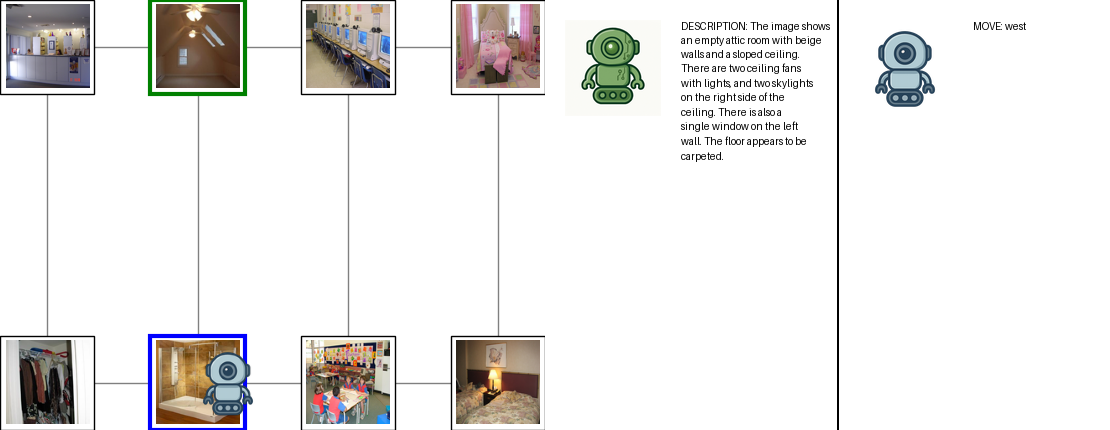 DESCRIPTION: The image shows
an empty attic room with beige
walls and a sloped ceiling.
There are two ceiling fans
with lights, and two skylights
on the right side of the
ceiling. There is also a
single window on the left
wall. The floor appears to be
carpeted.
MOVE: west